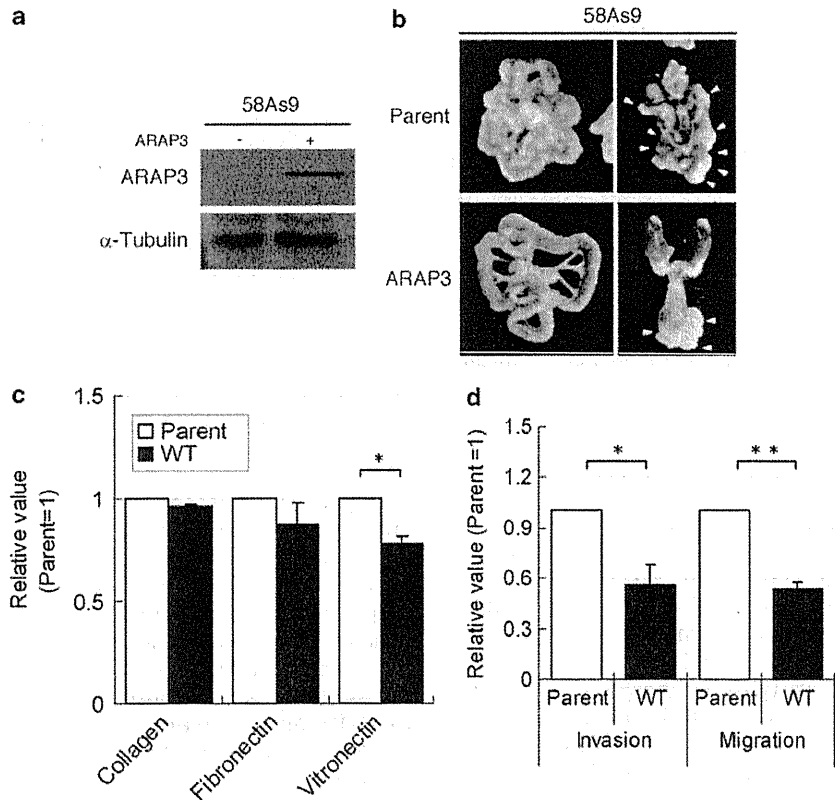 a
58As9
ARAP3 - +
ARAP3
α-Tubulin
b
58As9
Parent
ARAP3
c
1.5
1
0.5
0
Relative value
(Parent=1)
Parent
WT
*
Collagen
Fibronectin
Vitronectin
d
1.5
1.2
0.9
0.6
0.3
0
Relative value (Parent =1)
*
**
Parent WT Parent WT
Invasion Migration